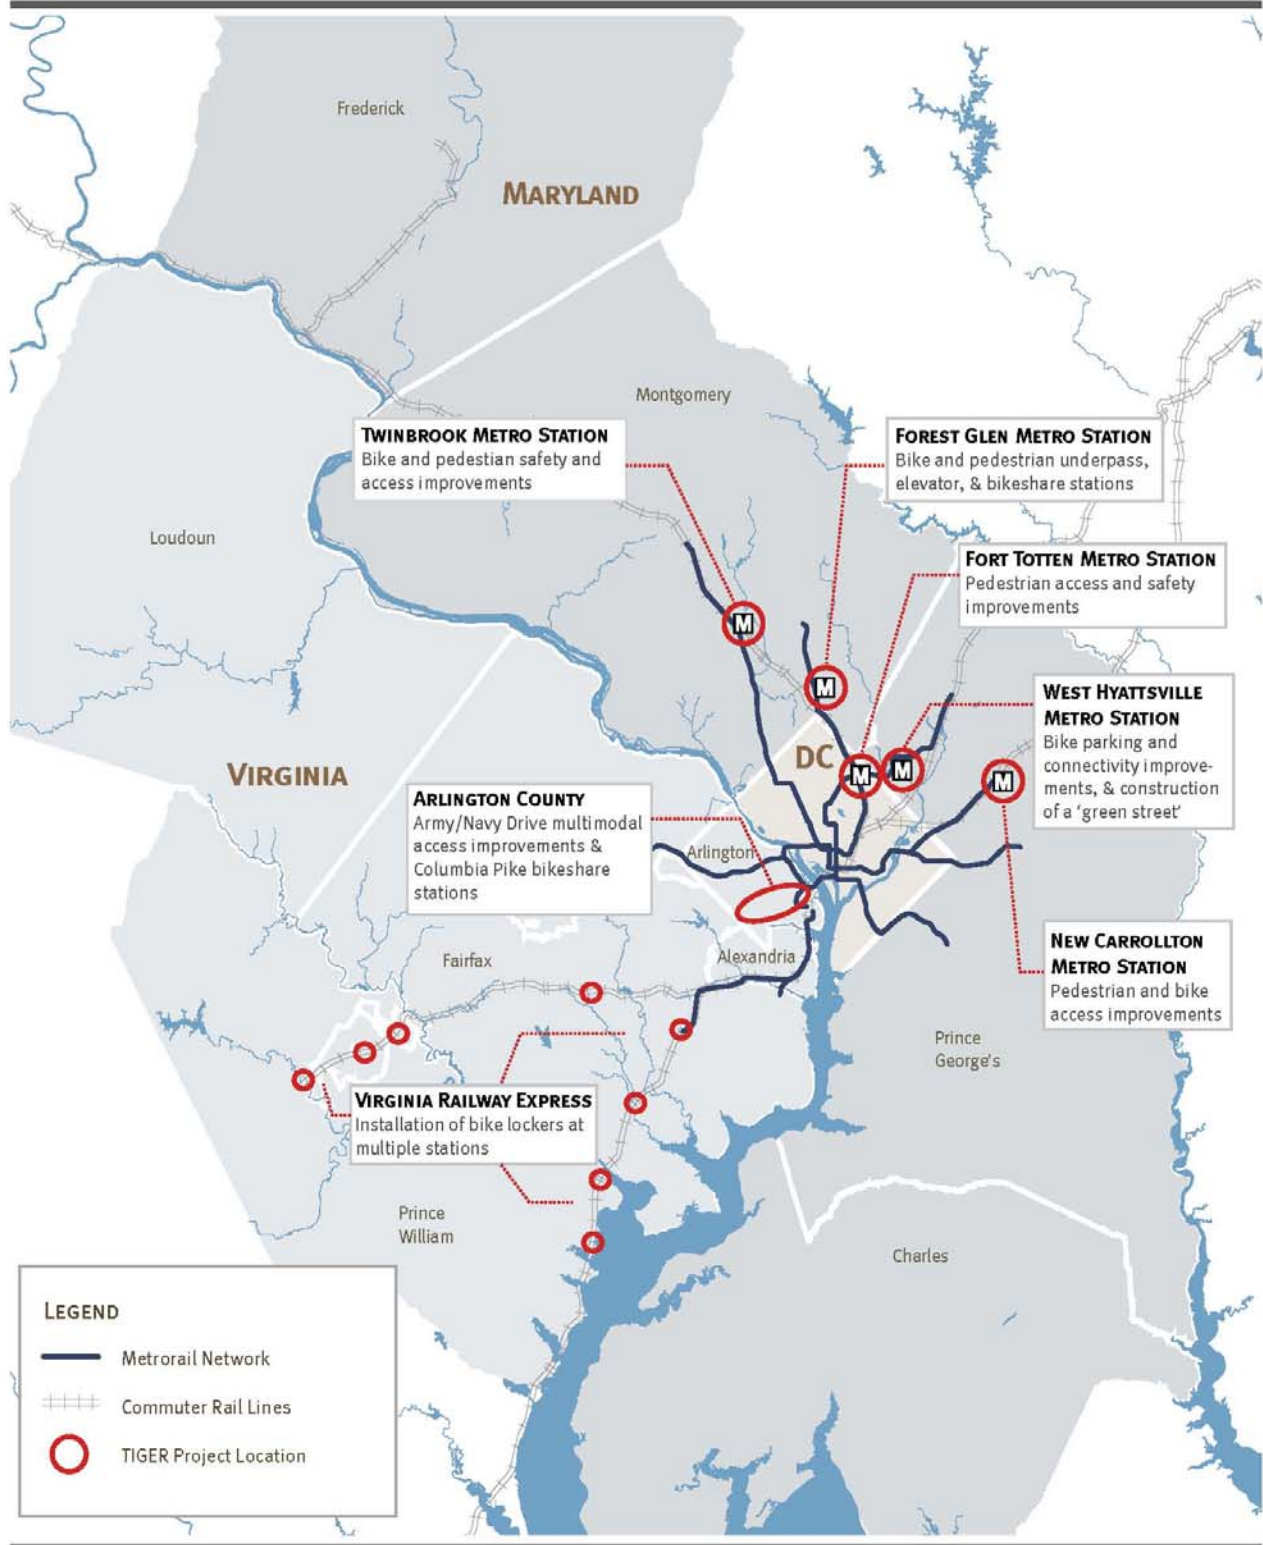 Frederick
MARYLAND
Montgomery
TWINBROOK METRO STATION
Bike and pedestian safety and
access improvements
FOREST GLEN METRO STATION
Bike and pedestrian underpass,
elevator, & bikeshare stations
Loudoun
FORT TOTTEN METRO STATION
Pedestrian access and safety
improvements
M
M
WEST HYATTSVILLE
METRO STATION
Bike parking and
connectivity improve-
ments, & construction
of a 'green street'
DC
M
M
M
VIRGINIA
ARLINGTON COUNTY
Army/Navy Drive multimodal
access improvements &
Columbia Pike bikeshare
stations
Arlington
NEW CARROLLTON
METRO STATION
Pedestrian and bike
access improvements
Fairfax
Alexandria
Prince
George's
VIRGINIA RAILWAY EXPRESS
Installation of bike lockers at
multiple stations
Prince
William
Charles
LEGEND
Metrorail Network
Commuter Rail Lines
TIGER Project Location